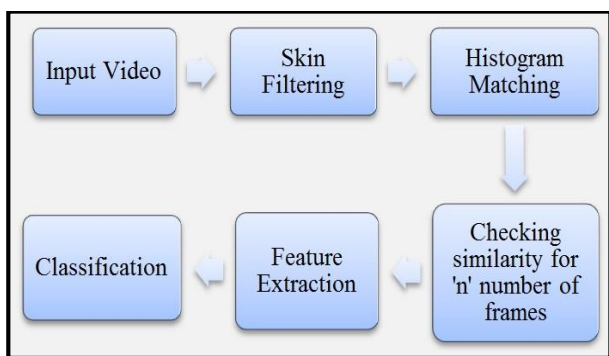 Input Video
Skin
Filtering
Histogram
Matching
Checking
similarity for
'n' number of
frames
Feature
Extraction
Classification